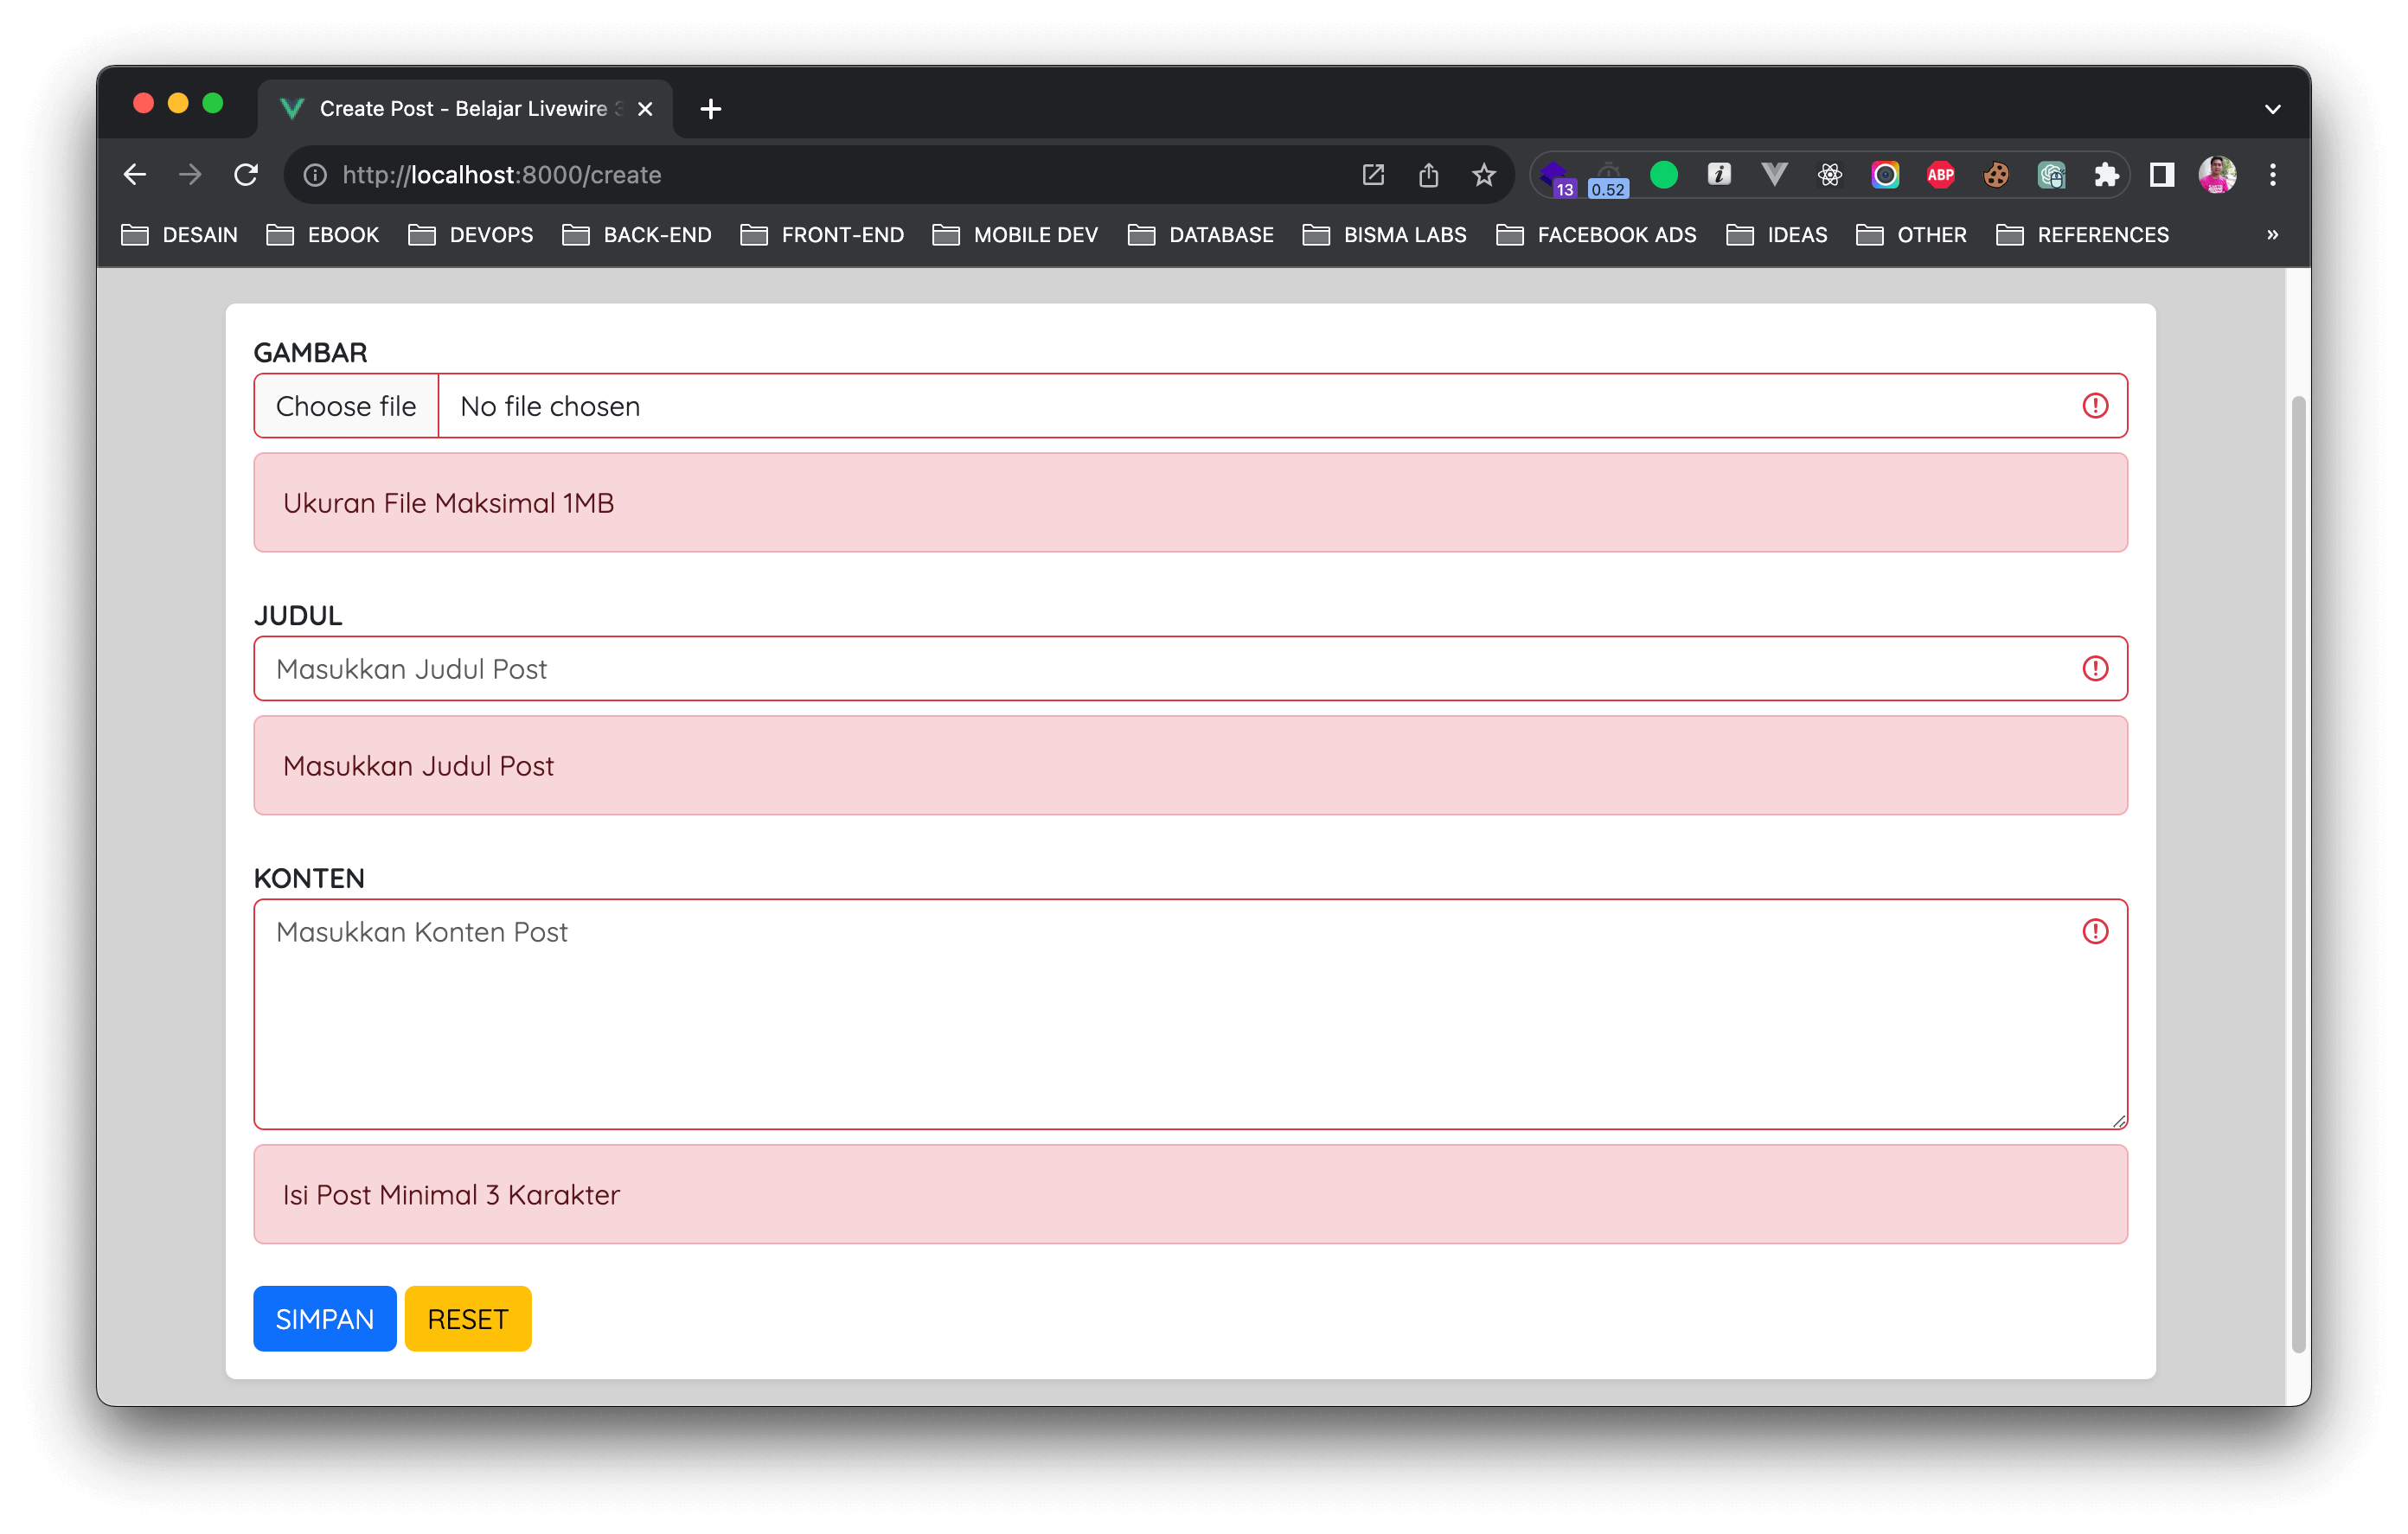 Create Post - Belajar Livewire 3
http://localhost:8000/create
13
0.52
i
ABP
DESAIN EBOOK DEVOPS BACK-END FRONT-END MOBILE DEV DATABASE BISMA LABS FACEBOOK ADS IDEAS OTHER REFERENCES »
GAMBAR
Choose file No file chosen
Ukuran File Maksimal 1MB
JUDUL
Masukkan Judul Post
Masukkan Judul Post
KONTEN
Masukkan Konten Post
Isi Post Minimal 3 Karakter
SIMPAN RESET